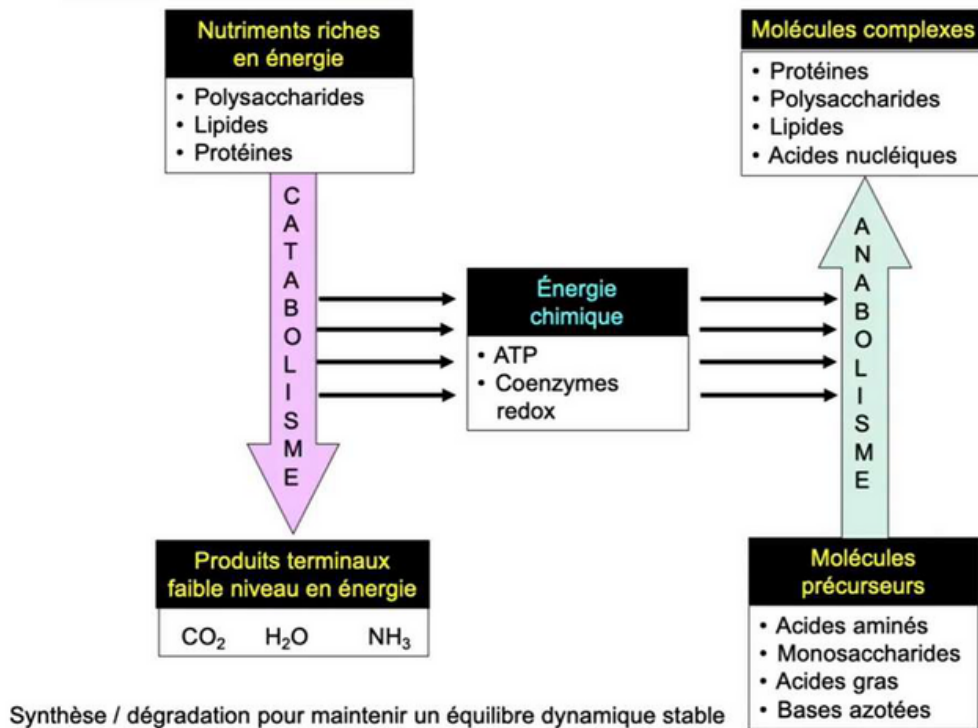 Nutriments riches
en énergie
• Polysaccharides
• Lipides
• Protéines
CATABOLISME
Produits terminaux
faible niveau en énergie
CO₂ H₂O NH₃
Énergie
chimique
• ATP
• Coenzymes
redox
Molécules complexes
• Protéines
• Polysaccharides
• Lipides
• Acides nucléiques
ANABOLISME
Molécules
précurseurs
• Acides aminés
• Monosaccharides
• Acides gras
• Bases azotées
Synthèse / dégradation pour maintenir un équilibre dynamique stable